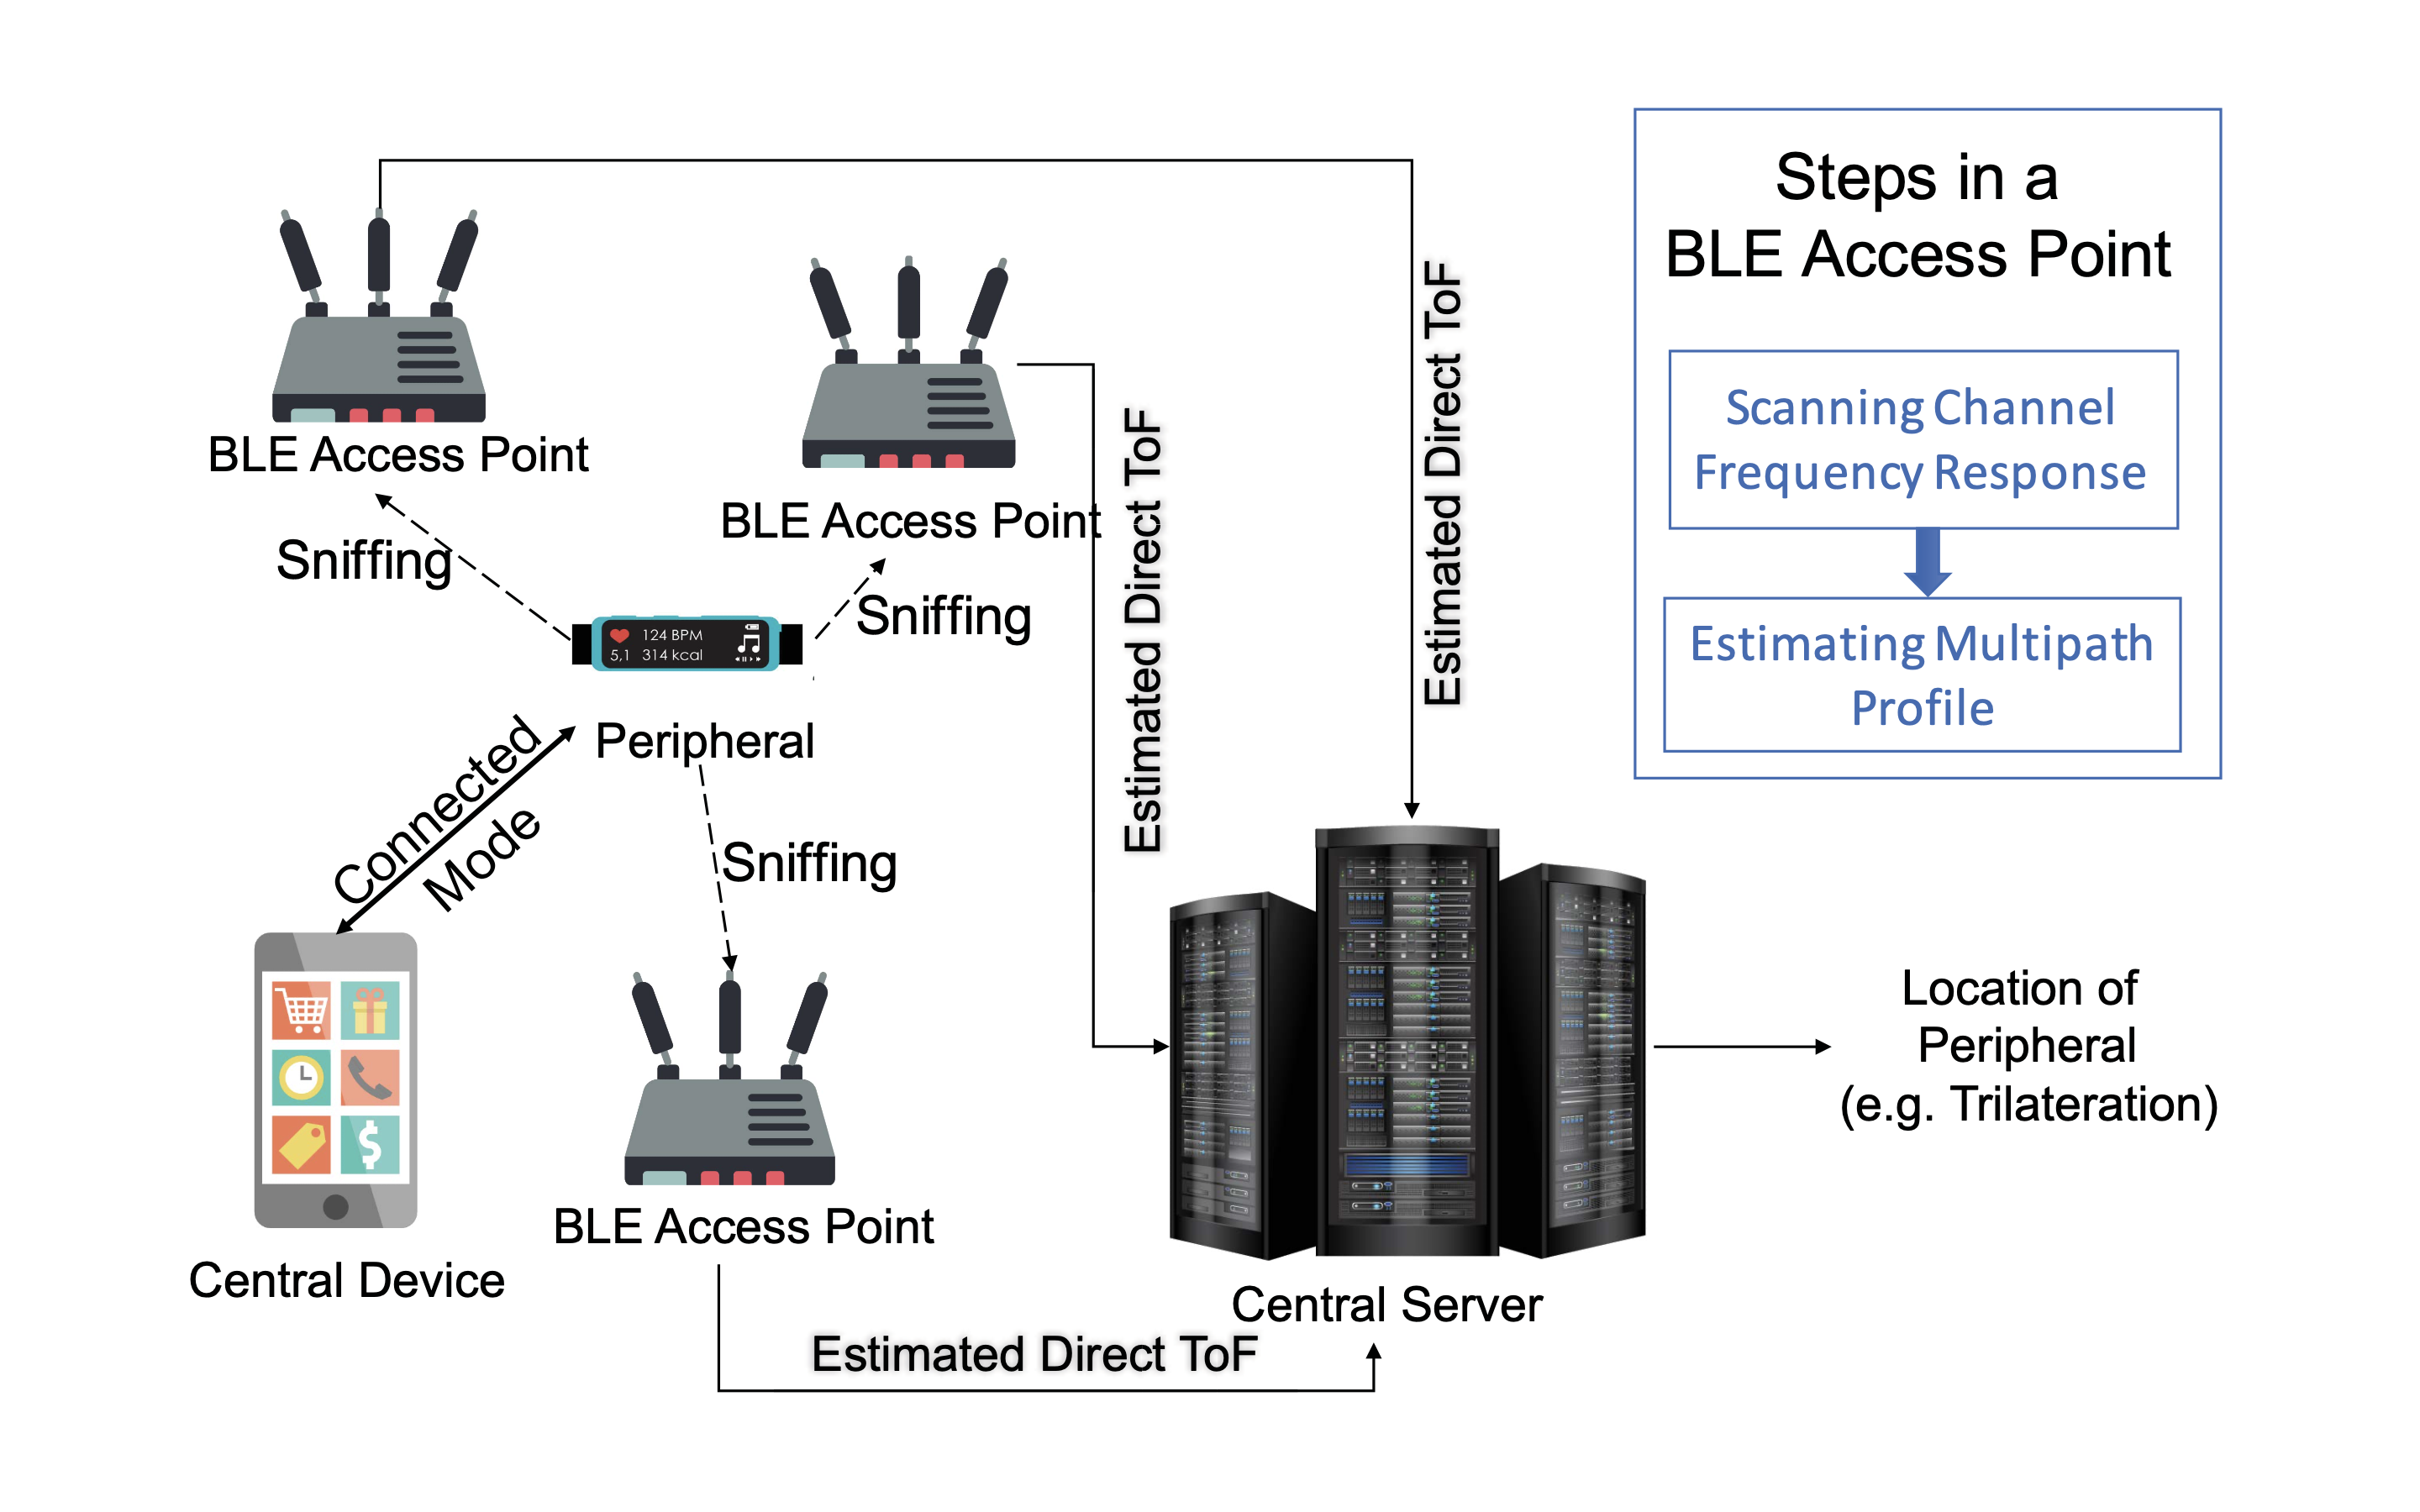 Steps in a
BLE Access Point
Scanning Channel
Frequency Response
Estimating Multipath
Profile
BLE Access Point
BLE Access Point
Sniffing
Sniffing
124 BPM
5,1 314 kcal
Peripheral
Connected
Mode
Sniffing
Estimated Direct ToF
Estimated Direct ToF
BLE Access Point
Central Device
Central Server
Estimated Direct ToF
Location of
Peripheral
(e.g. Trilateration)